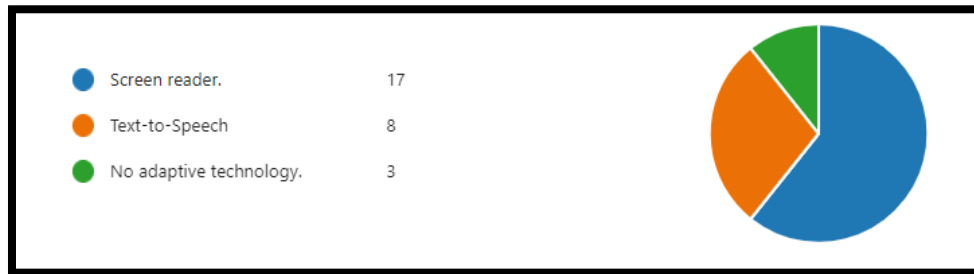 Screen reader. 17
Text-to-Speech 8
No adaptive technology. 3